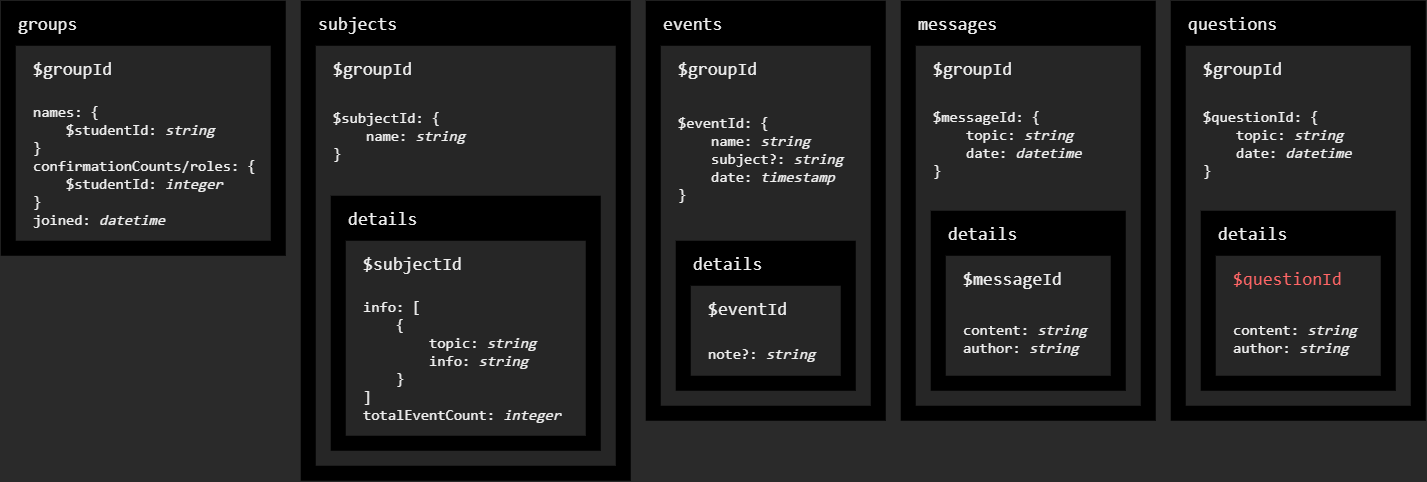 groups
$groupId
names: {
$studentId: string
}
confirmationCounts/roles: {
$studentId: integer
}
joined: datetime
subjects
$groupId
$subjectId: {
name: string
}
details
$subjectId
info: [
{
topic: string
info: string
}
]
totalEventCount: integer
events
$groupId
$eventId: {
name: string
subject?: string
date: timestamp
}
details
$eventId
note?: string
messages
$groupId
$messageId: {
topic: string
date: datetime
}
details
$messageId
content: string
author: string
questions
$groupId
$questionId: {
topic: string
date: datetime
}
details
$questionId
content: string
author: string